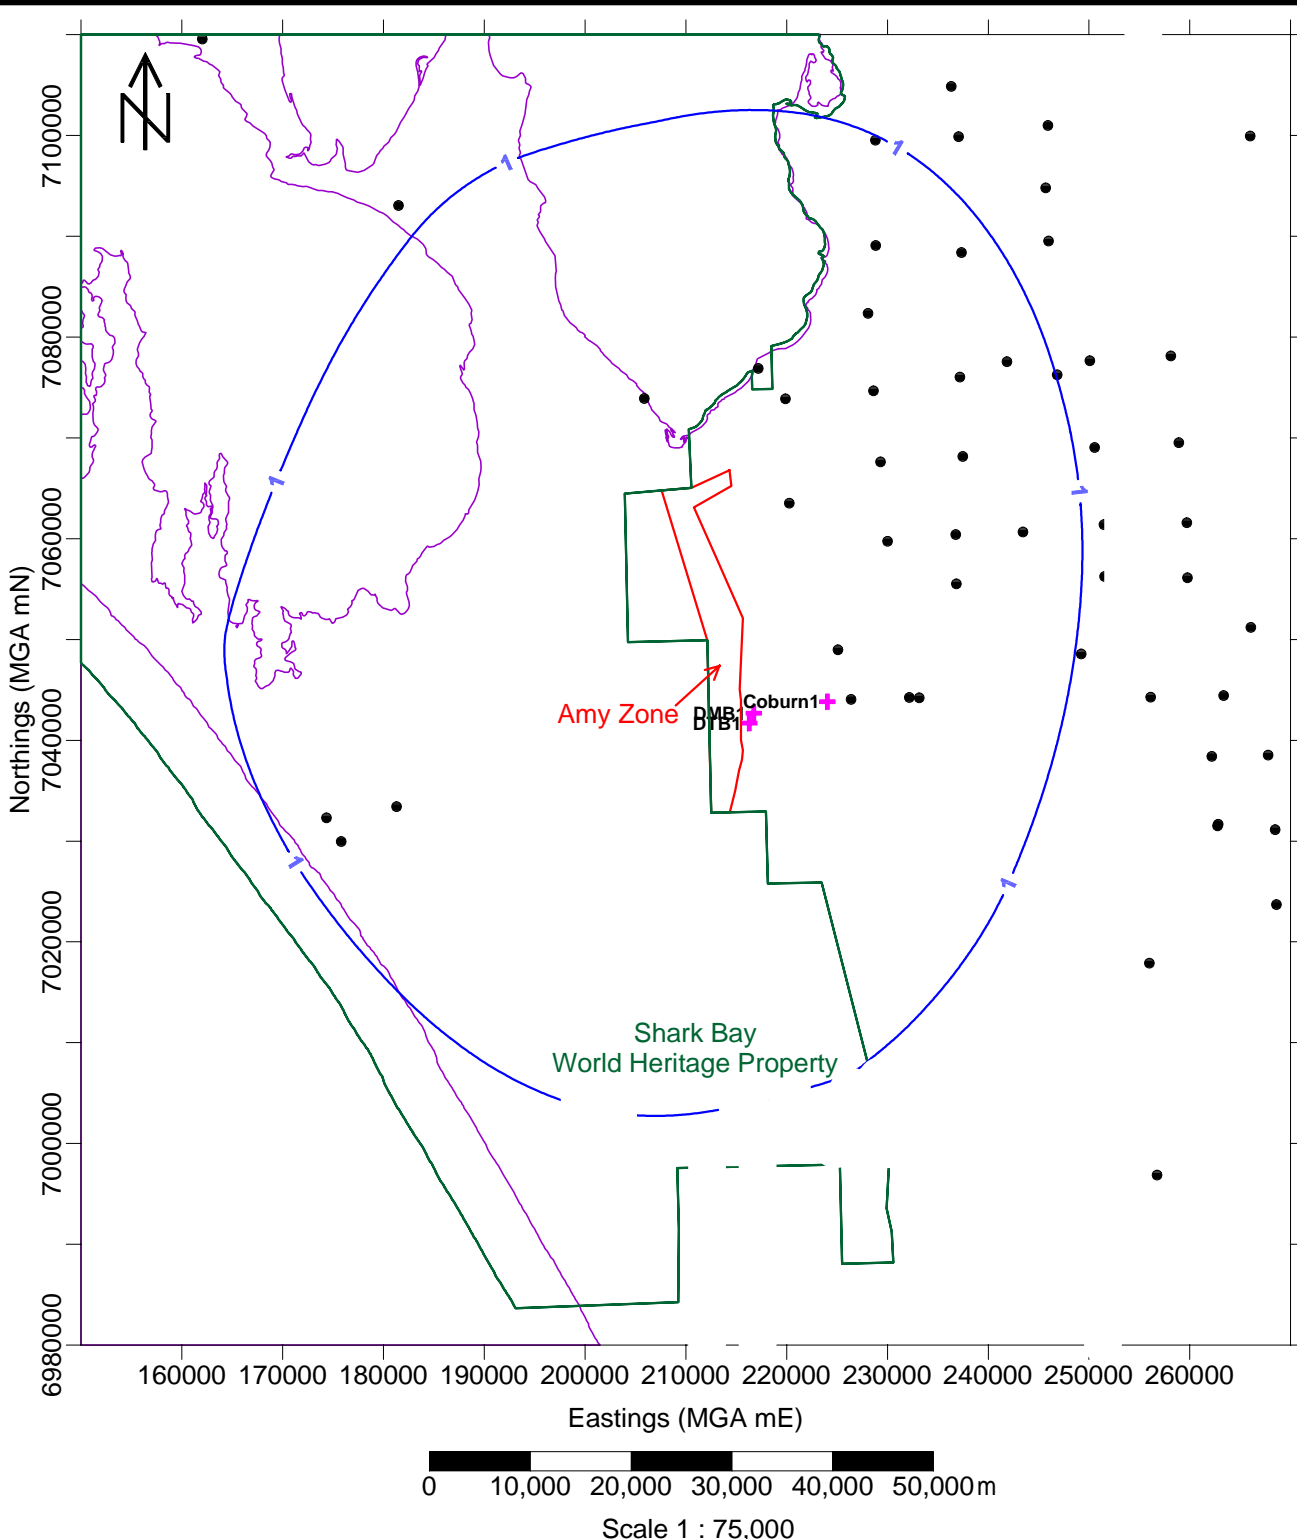 N
1
1
7100000
7080000
1
1
7060000
Northings (MGA mN)
Amy Zone
Coburn1
DMB1
DTB1
7040000
1
1
7020000
Shark Bay
World Heritage Property
7000000
6980000
160000 170000 180000 190000 200000 210000 220000 230000 240000 250000 260000
Eastings (MGA mE)
0 10,000 20,000 30,000 40,000 50,000m
Scale 1 : 75,000